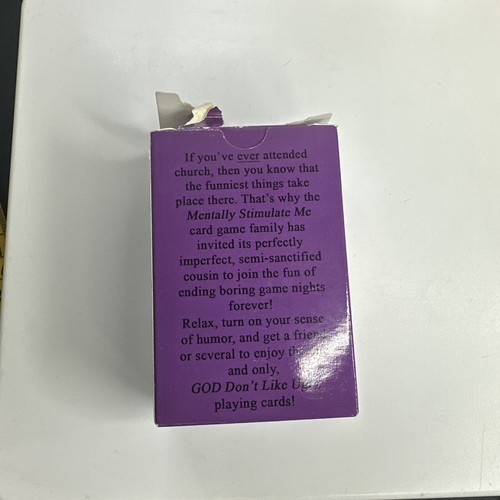 If you've ever attended
church, then you know that
the funniest things take
place there. That's why the
Mentally Stimulate Me
card game family has
invited its perfectly
imperfect, semi-sanctified
cousin to join the fun of
ending boring game nights
forever!
Relax, turn on your sense
of humor, and get a friend
or several to enjoy the
and only,
GOD Don't Like Ugly
playing cards!